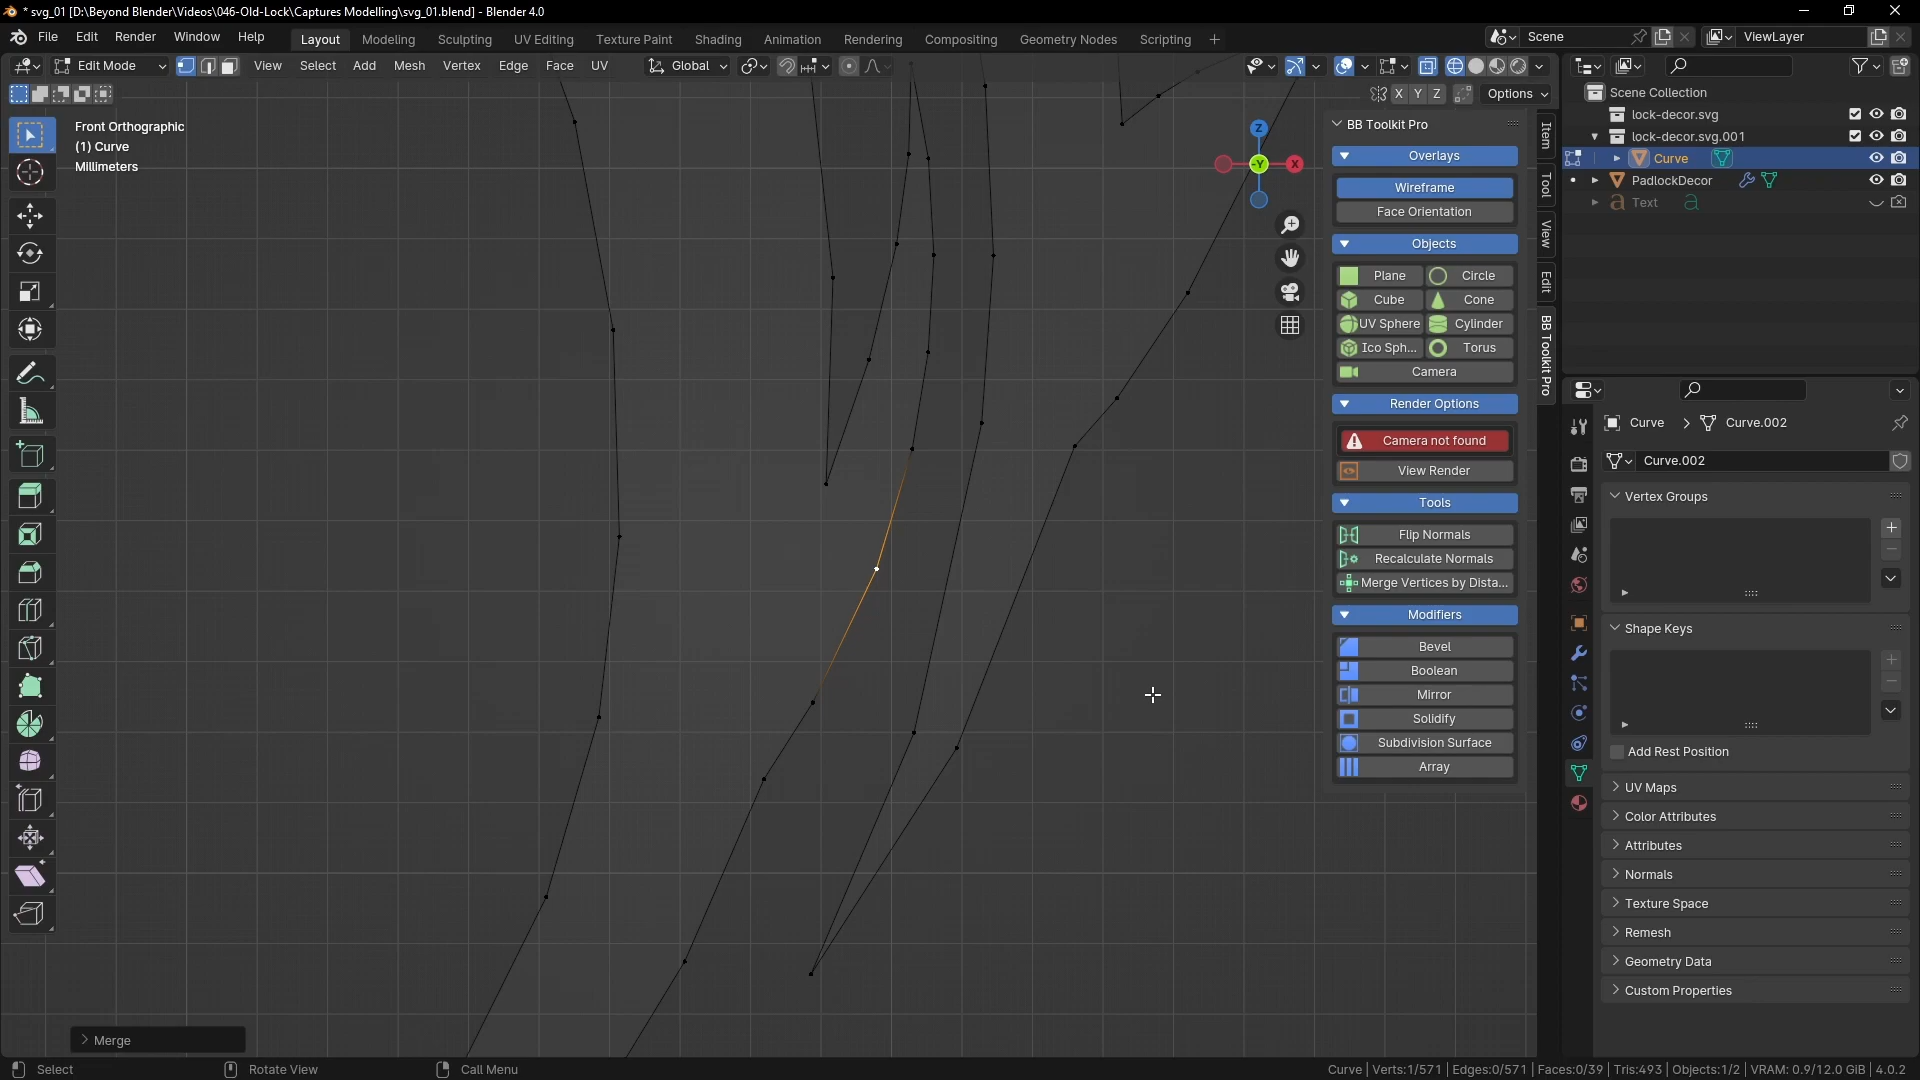 * svg_01 [D:\Beyond Blender\Videos\046-Old-Lock\Captures Modelling\svg_01.blend] - Blender 4.0
File Edit Render Window Help Layout Modeling Sculpting UV Editing Texture Paint Shading Animation Rendering Compositing Geometry Nodes Scripting + Scene ViewLayer
Edit Mode View Select Add Mesh Vertex Edge Face UV Global
X Y Z Options
Front Orthographic
(1) Curve
Millimeters
Z
-Y X
Item
Tool
View
Edit
BB Toolkit Pro
BB Toolkit Pro
Overlays
Wireframe
Face Orientation
Objects
Plane Circle
Cube Cone
UV Sphere Cylinder
Ico Sph... Torus
Camera
Render Options
Camera not found
View Render
Tools
Flip Normals
Recalculate Normals
Merge Vertices by Dista...
Modifiers
Bevel
Boolean
Mirror
Solidify
Subdivision Surface
Array
Scene Collection
lock-decor.svg
lock-decor.svg.001
Curve
PadlockDecor
Text
Curve > Curve.002
Curve.002
Vertex Groups
Shape Keys
Add Rest Position
UV Maps
Color Attributes
Attributes
Normals
Texture Space
Remesh
Geometry Data
Custom Properties
Merge
Select Rotate View Call Menu Curve | Verts:1/571 | Edges:0/571 | Faces:0/39 | Tris:493 | Objects:1/2 | VRAM: 0.9/12.0 GiB | 4.0.2